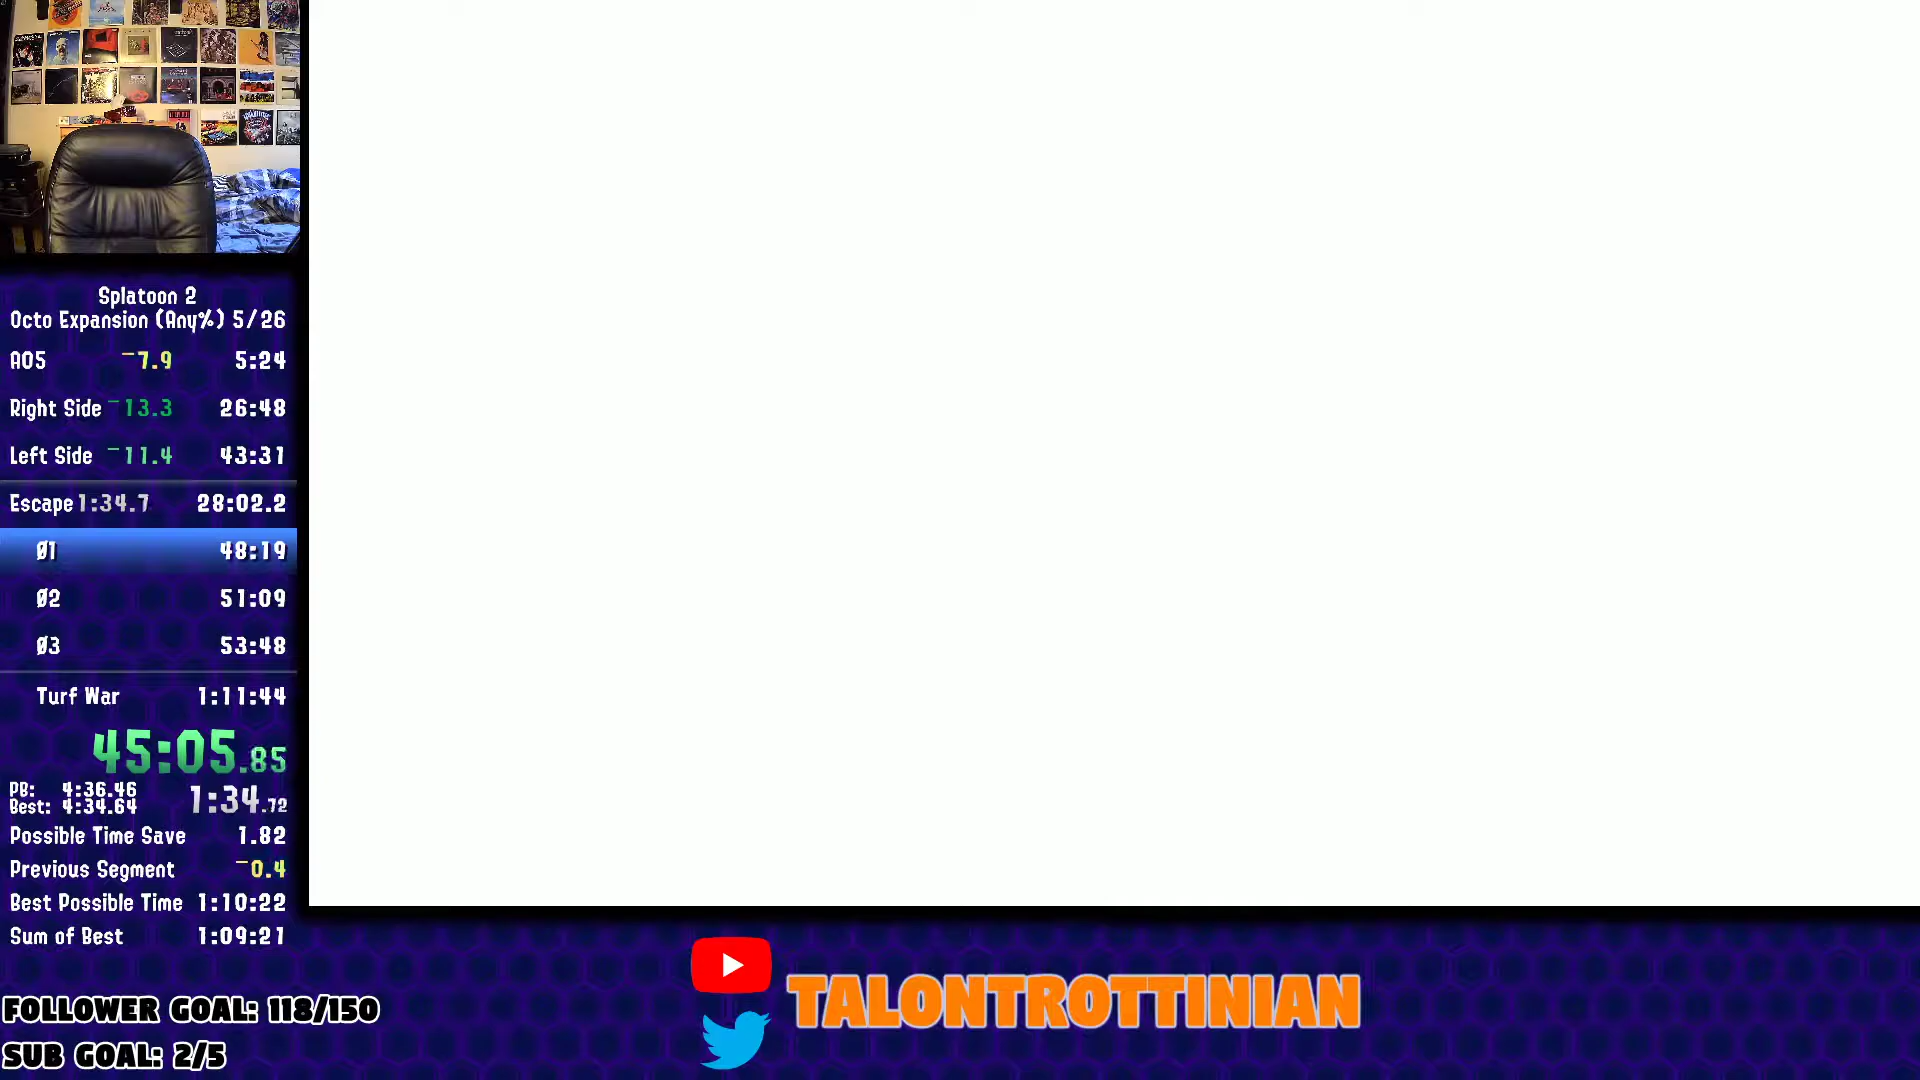 Splatoon 2
Octo Expansion (Any%) 5/26
AO5 -7.9 5:24
Right Side -13.3 26:48
Left Side -11.4 43:31
Escape 1:34.7 28:02.2
Ø1 48:19
Ø2 51:09
Ø3 53:48
Turf War 1:11:44
45:05.85
PB: 4:36.46
Best: 4:34.64
1:34.72
Possible Time Save 1.82
Previous Segment -0.4
Best Possible Time 1:10:22
Sum of Best 1:09:21
FOLLOWER GOAL: 118/150
SUB GOAL: 2/5
TALONTROTTINIAN